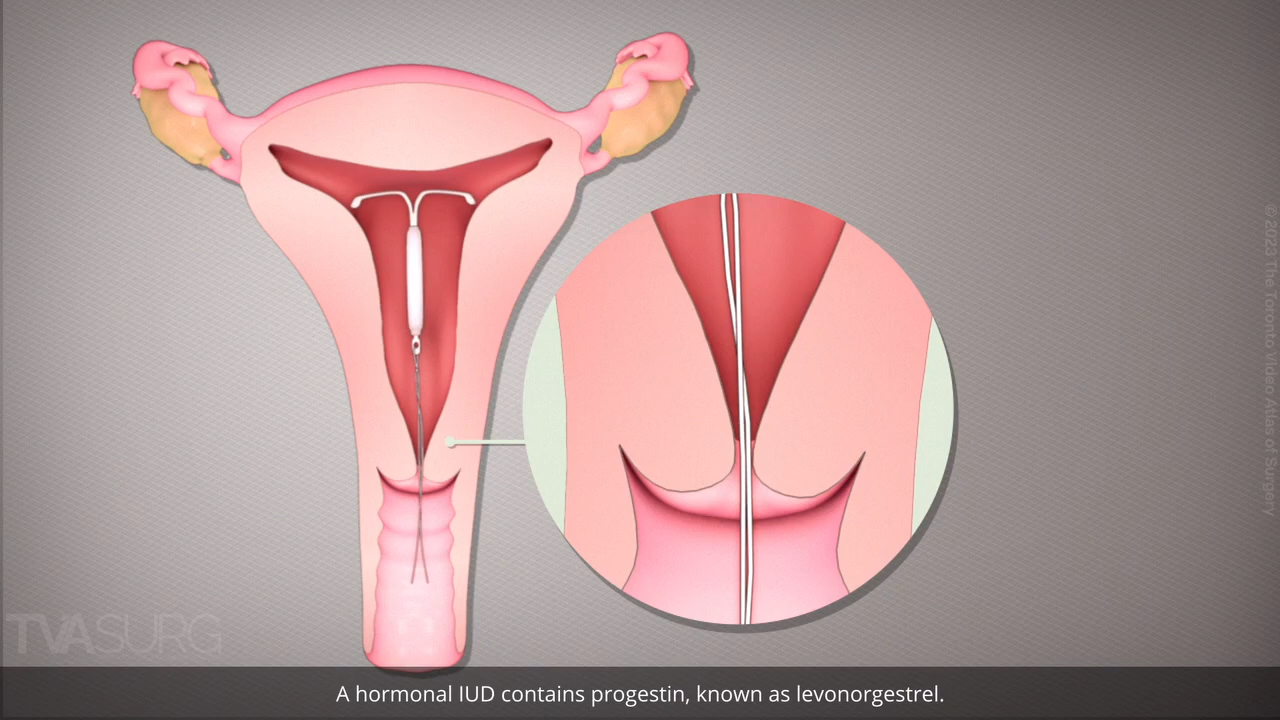 ©2023 The Toronto Video Atlas of Surgery
TVASURG
A hormonal IUD contains progestin, known as levonorgestrel.